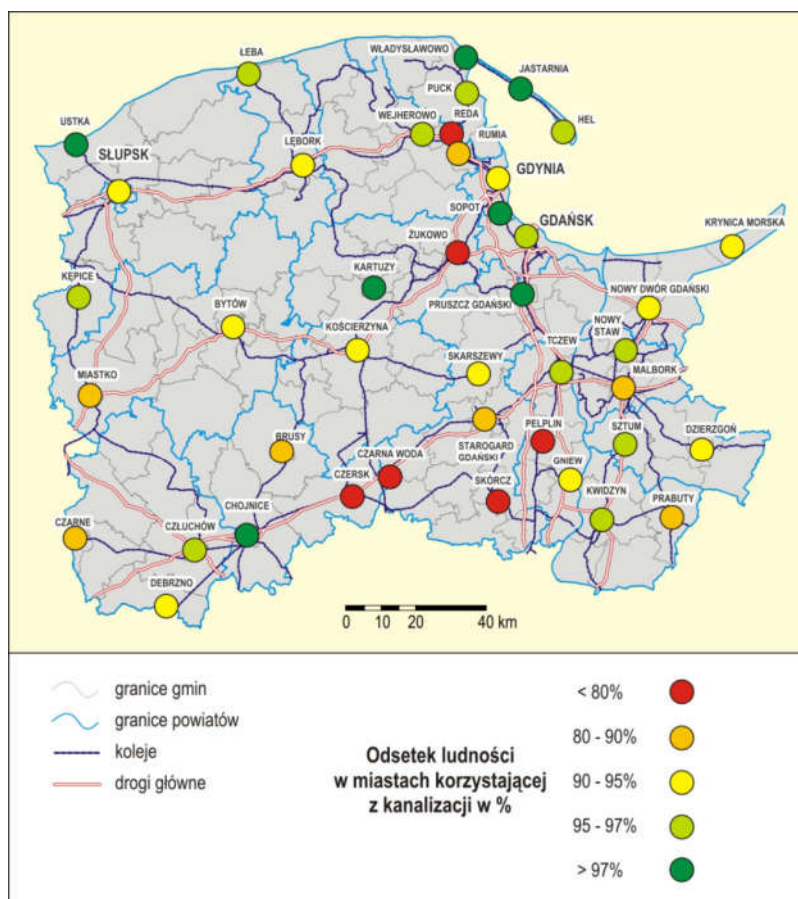 ŁEBA
WŁADYSŁAWOWO
JASTARNIA
PUCK
USTKA
WEJHEROWO
REDA
RUMIA
HEL
SŁUPSK
LĘBORK
GDYNIA
SOPOT
GDAŃSK
KRYNICA MORSKA
ŻUKOWO
KĘPICE
KARTUZY
PRUSZCZ GDAŃSKI
NOWY DWÓR GDAŃSKI
BYTÓW
KOŚCIERZYNA
NOWY
STAW
TCZEW
SKARSZEWY
MALBORK
MIASTKO
BRUSY
STAROGARD
GDAŃSKI
PELPLIN
SZTUM
DZIERZGOŃ
CZARNA WODA
CZERSK
SKÓRCZ
GNIEW
KWIDZYN
PRABUTY
CHOJNICE
CZARNE
CZŁUCHÓW
DEBRZNO
0 10 20 40 km
granice gmin
granice powiatów
koleje
drogi główne
Odsetek ludności
w miastach korzystającej
z kanalizacji w %
< 80%
80 - 90%
90 - 95%
95 - 97%
> 97%